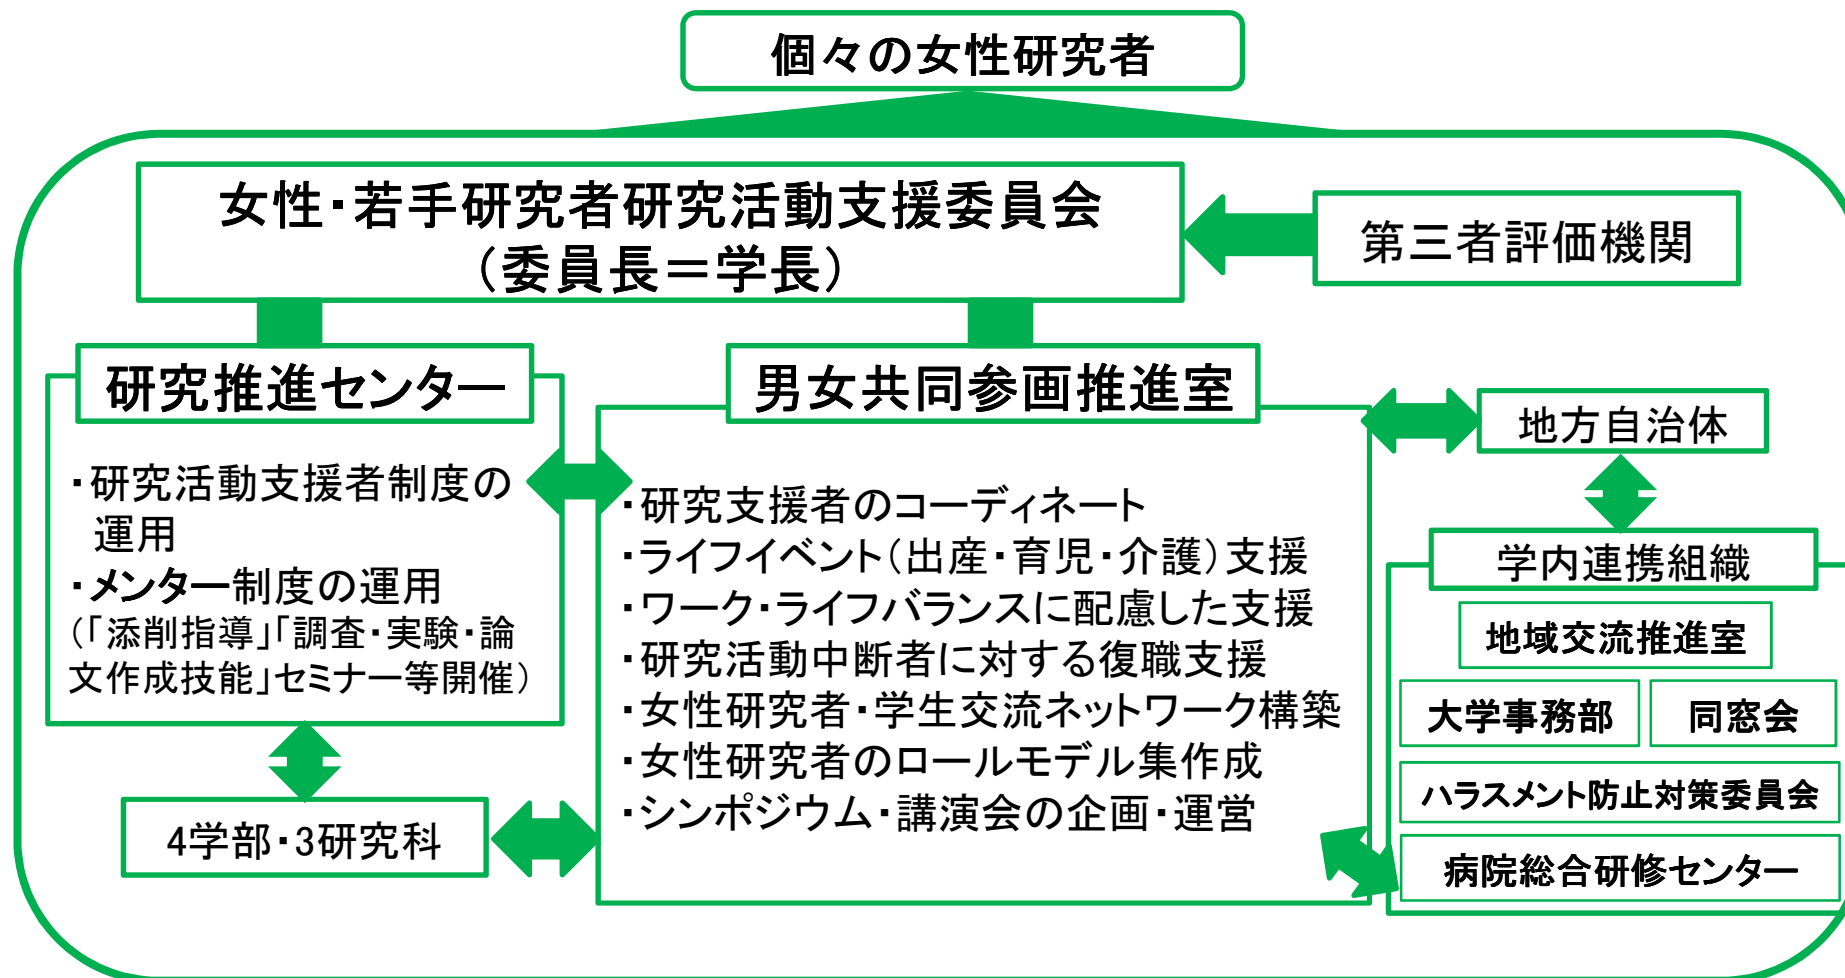 個々の女性研究者
女性・若手研究者研究活動支援委員会
（委員長＝学長）
第三者評価機関
研究推進センター
・研究活動支援者制度の
運用
・メンター制度の運用
（「添削指導」「調査・実験・論
文作成技能」セミナー等開催）
4学部・3研究科
男女共同参画推進室
・研究支援者のコーディネート
・ライフイベント（出産・育児・介護）支援
・ワーク・ライフバランスに配慮した支援
・研究活動中断者に対する復職支援
・女性研究者・学生交流ネットワーク構築
・女性研究者のロールモデル集作成
・シンポジウム・講演会の企画・運営
地方自治体
学内連携組織
地域交流推進室
大学事務部
同窓会
ハラスメント防止対策委員会
病院総合研修センター